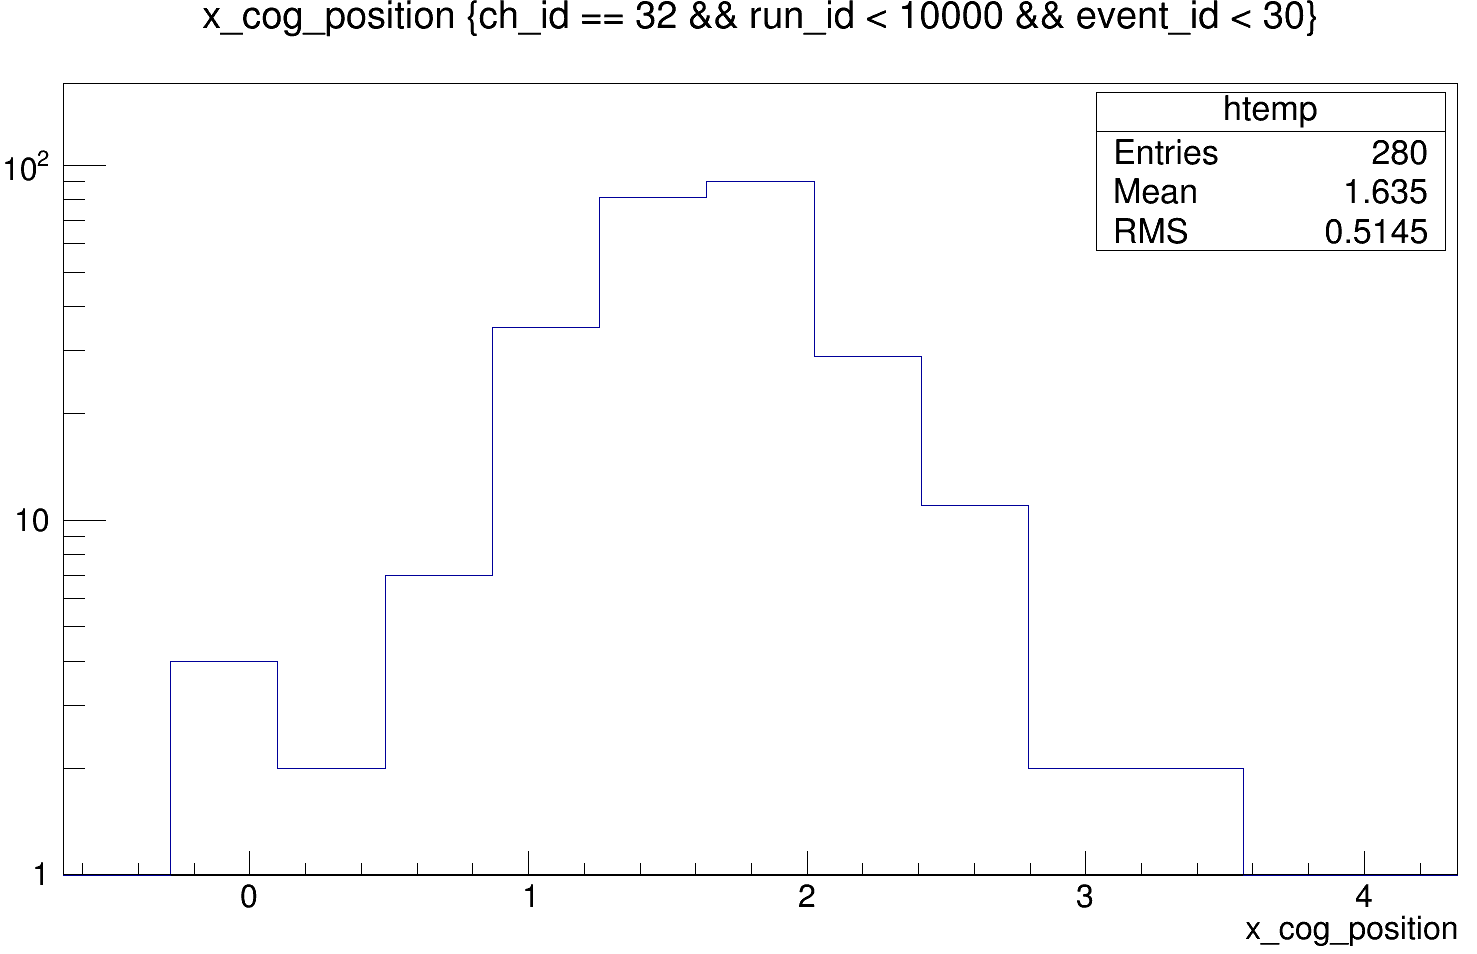 x_cog_position {ch_id == 32 && run_id < 10000 && event_id < 30}
htemp
Entries 280
Mean 1.635
RMS 0.5145
10²
10
1
0 1 2 3 4
x_cog_position